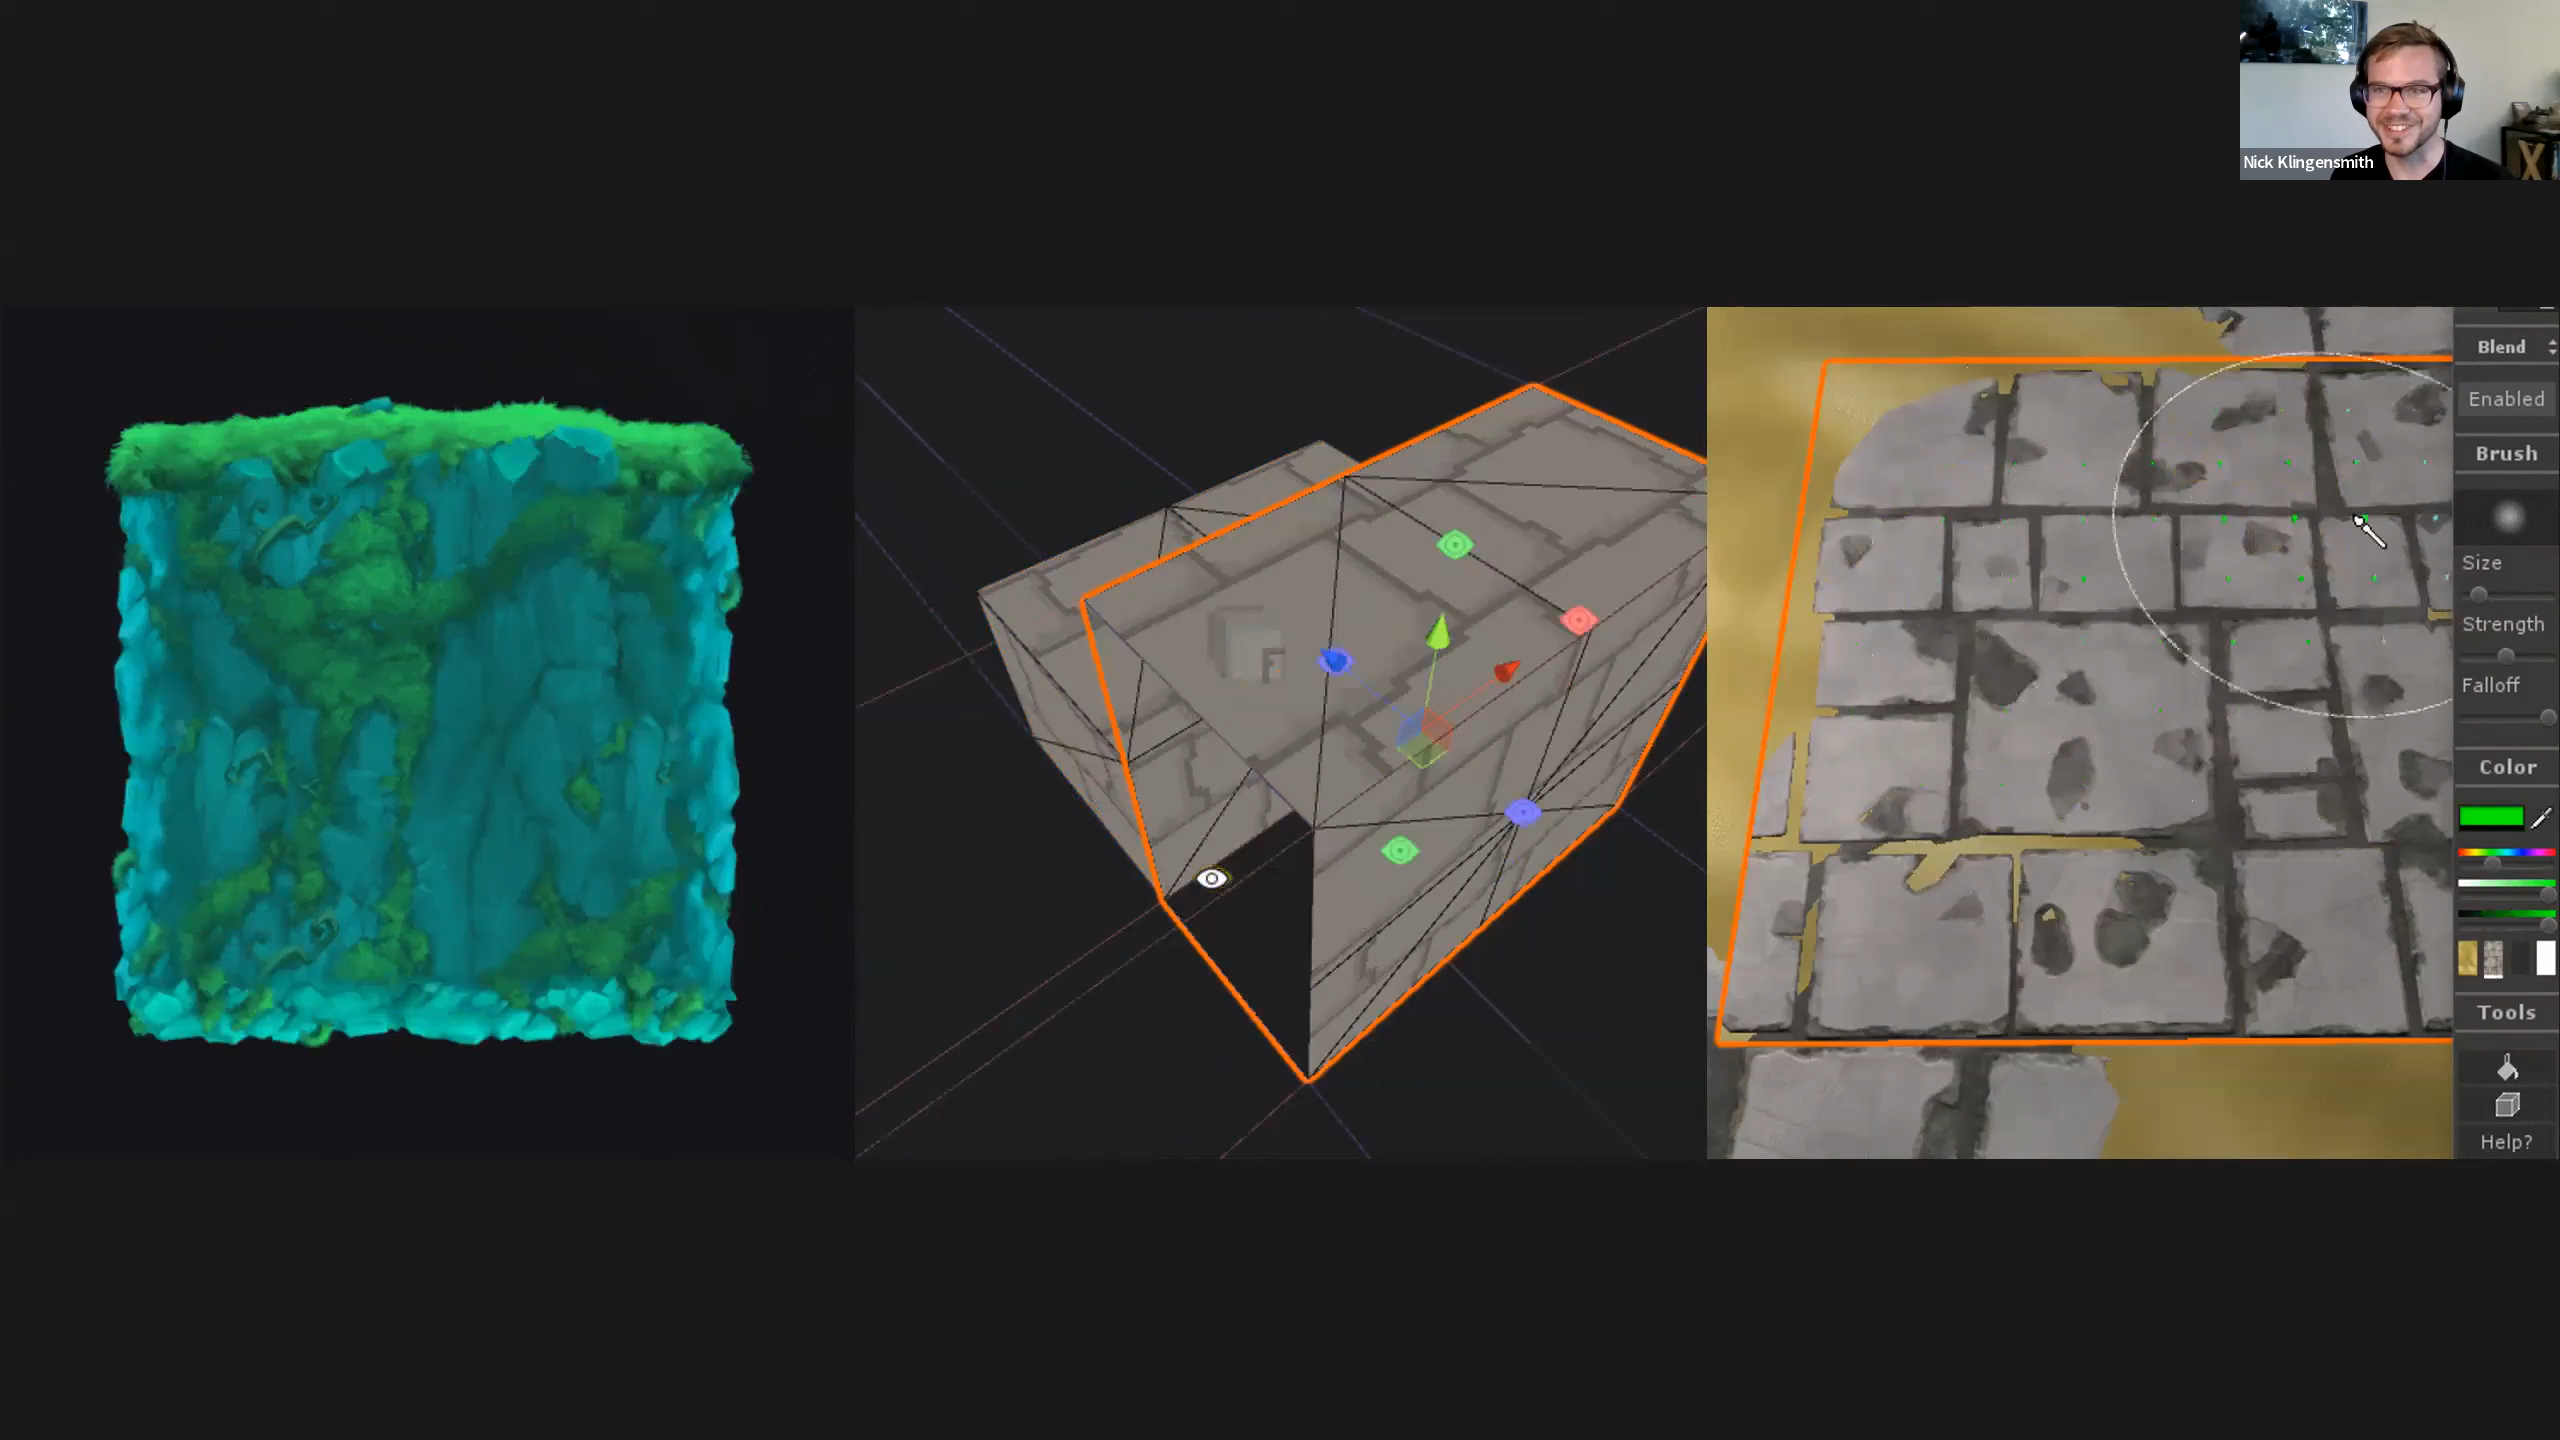 Nick Klingensmith
Blend
Enabled
Brush
Size
Strength
Falloff
Color
Tools
Help?